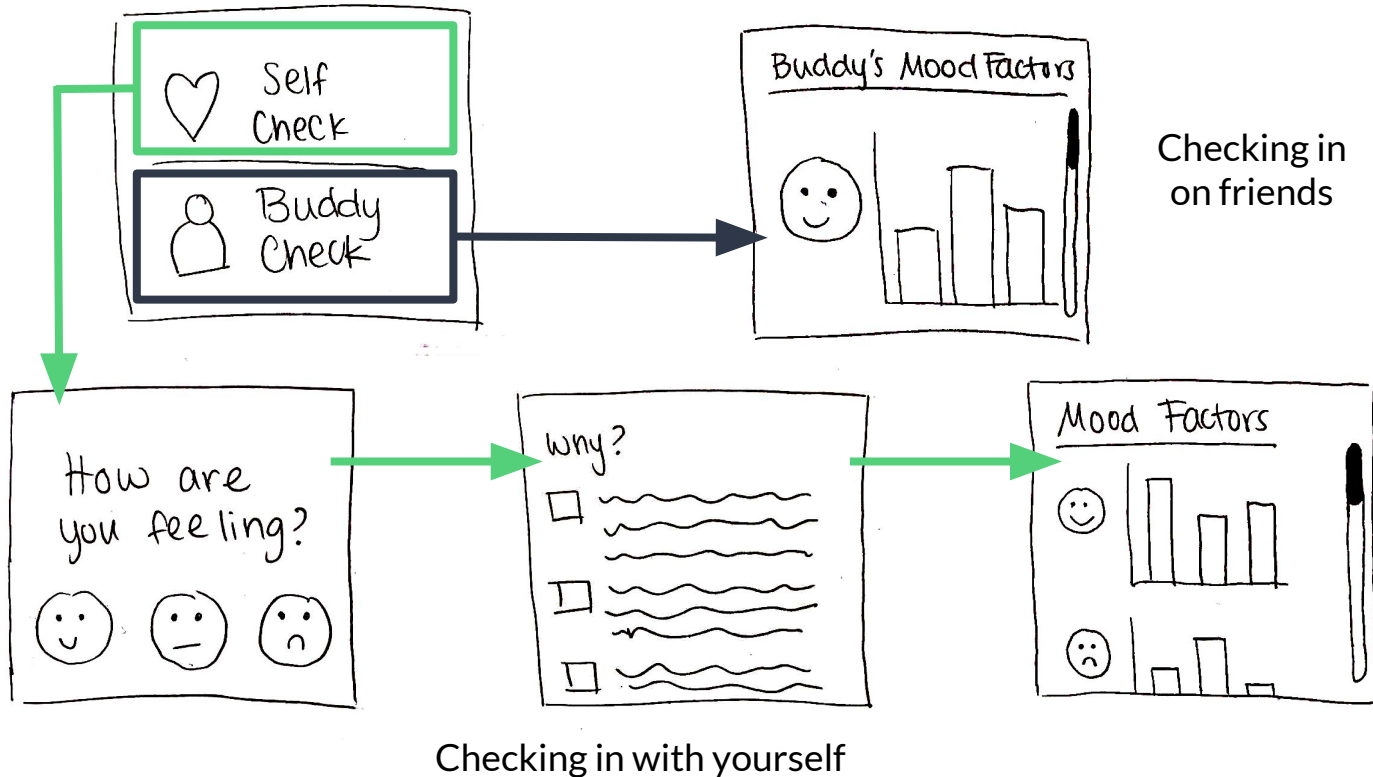 Self
Check
Buddy
Check
Buddy's Mood Factors
Checking in
on friends
How are
you feeling?
why?
Mood Factors
Checking in with yourself